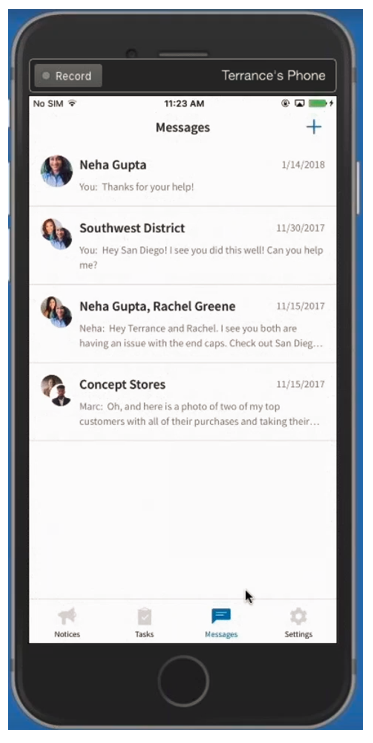 Record
Terrance's Phone
No SIM
11:23 AM
Messages
Neha Gupta
1/14/2018
You: Thanks for your help!
Southwest District
11/30/2017
You: Hey San Diego! I see you did this well! Can you help
me?
Neha Gupta, Rachel Greene
11/15/2017
Neha: Hey Terrance and Rachel. I see you both are
having an issue with the end caps. Check out San Dieg...
Concept Stores
11/15/2017
Marc: Oh, and here is a photo of two of my top
customers with all of their purchases and taking their...
Notices
Tasks
Messages
Settings